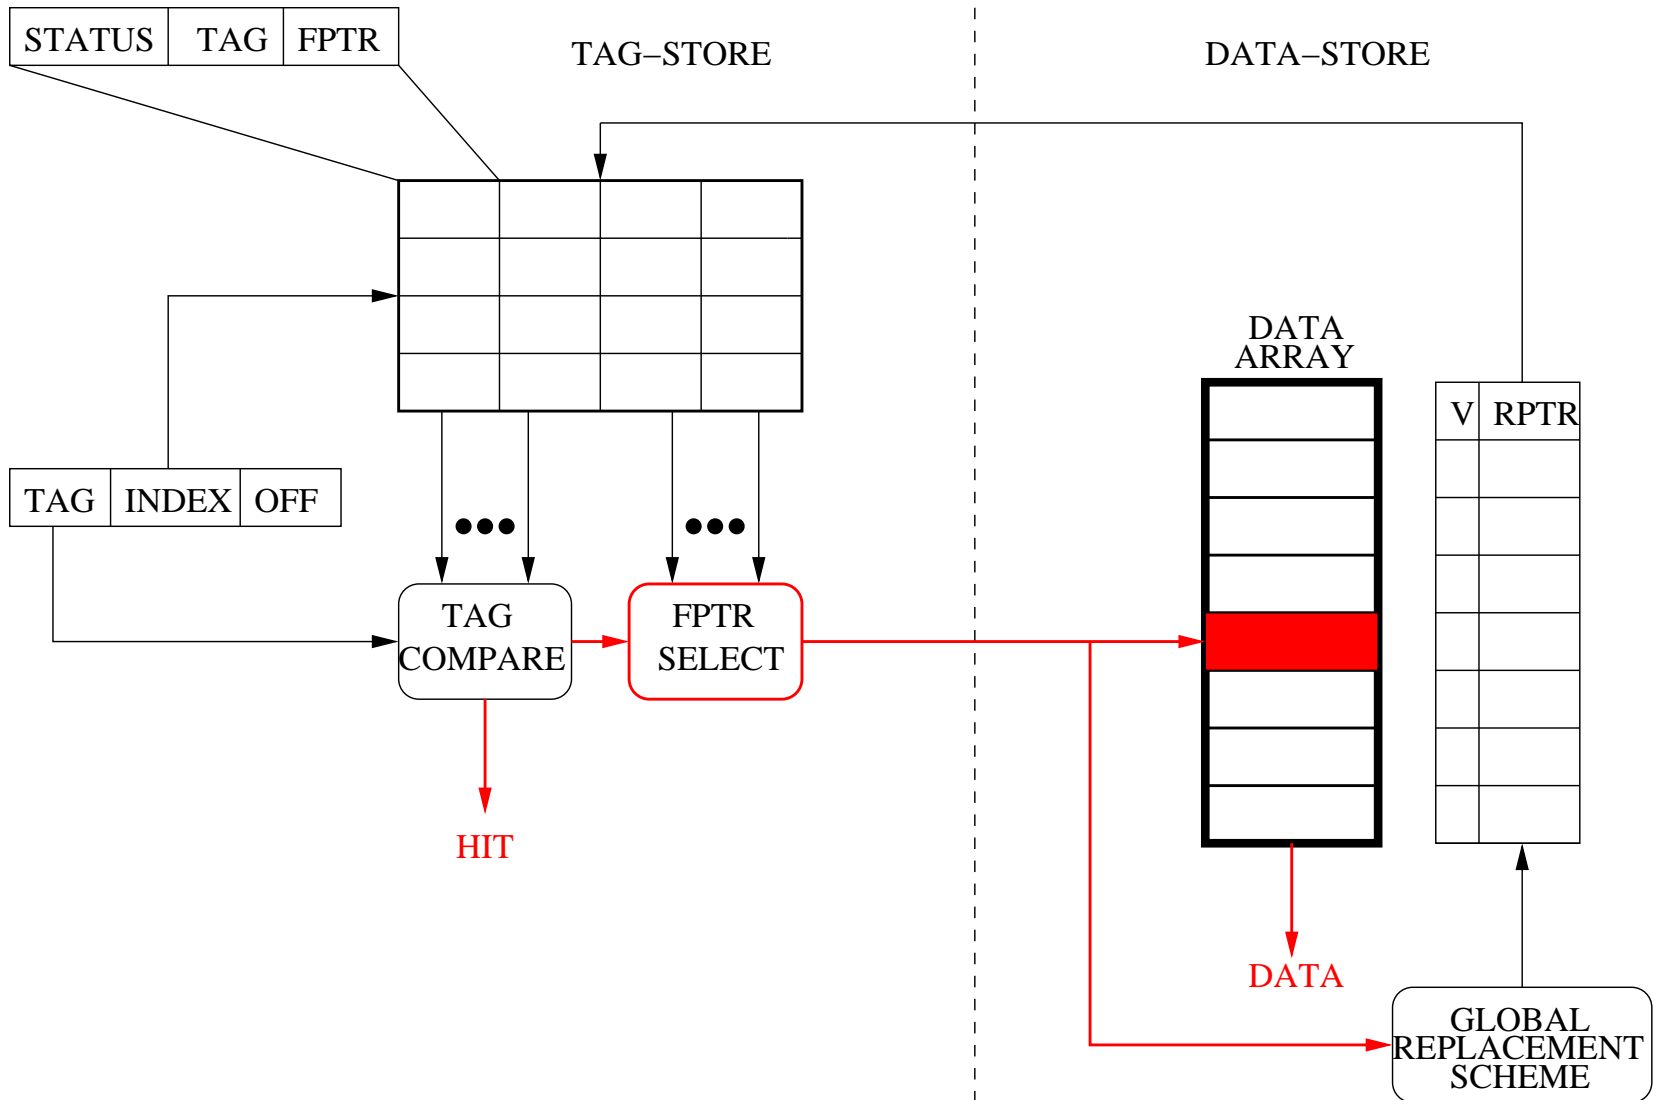 STATUS TAG FPTR
TAG–STORE
DATA–STORE
DATA
ARRAY
V RPTR
TAG INDEX OFF
TAG
COMPARE
FPTR
SELECT
HIT
DATA
GLOBAL
REPLACEMENT
SCHEME